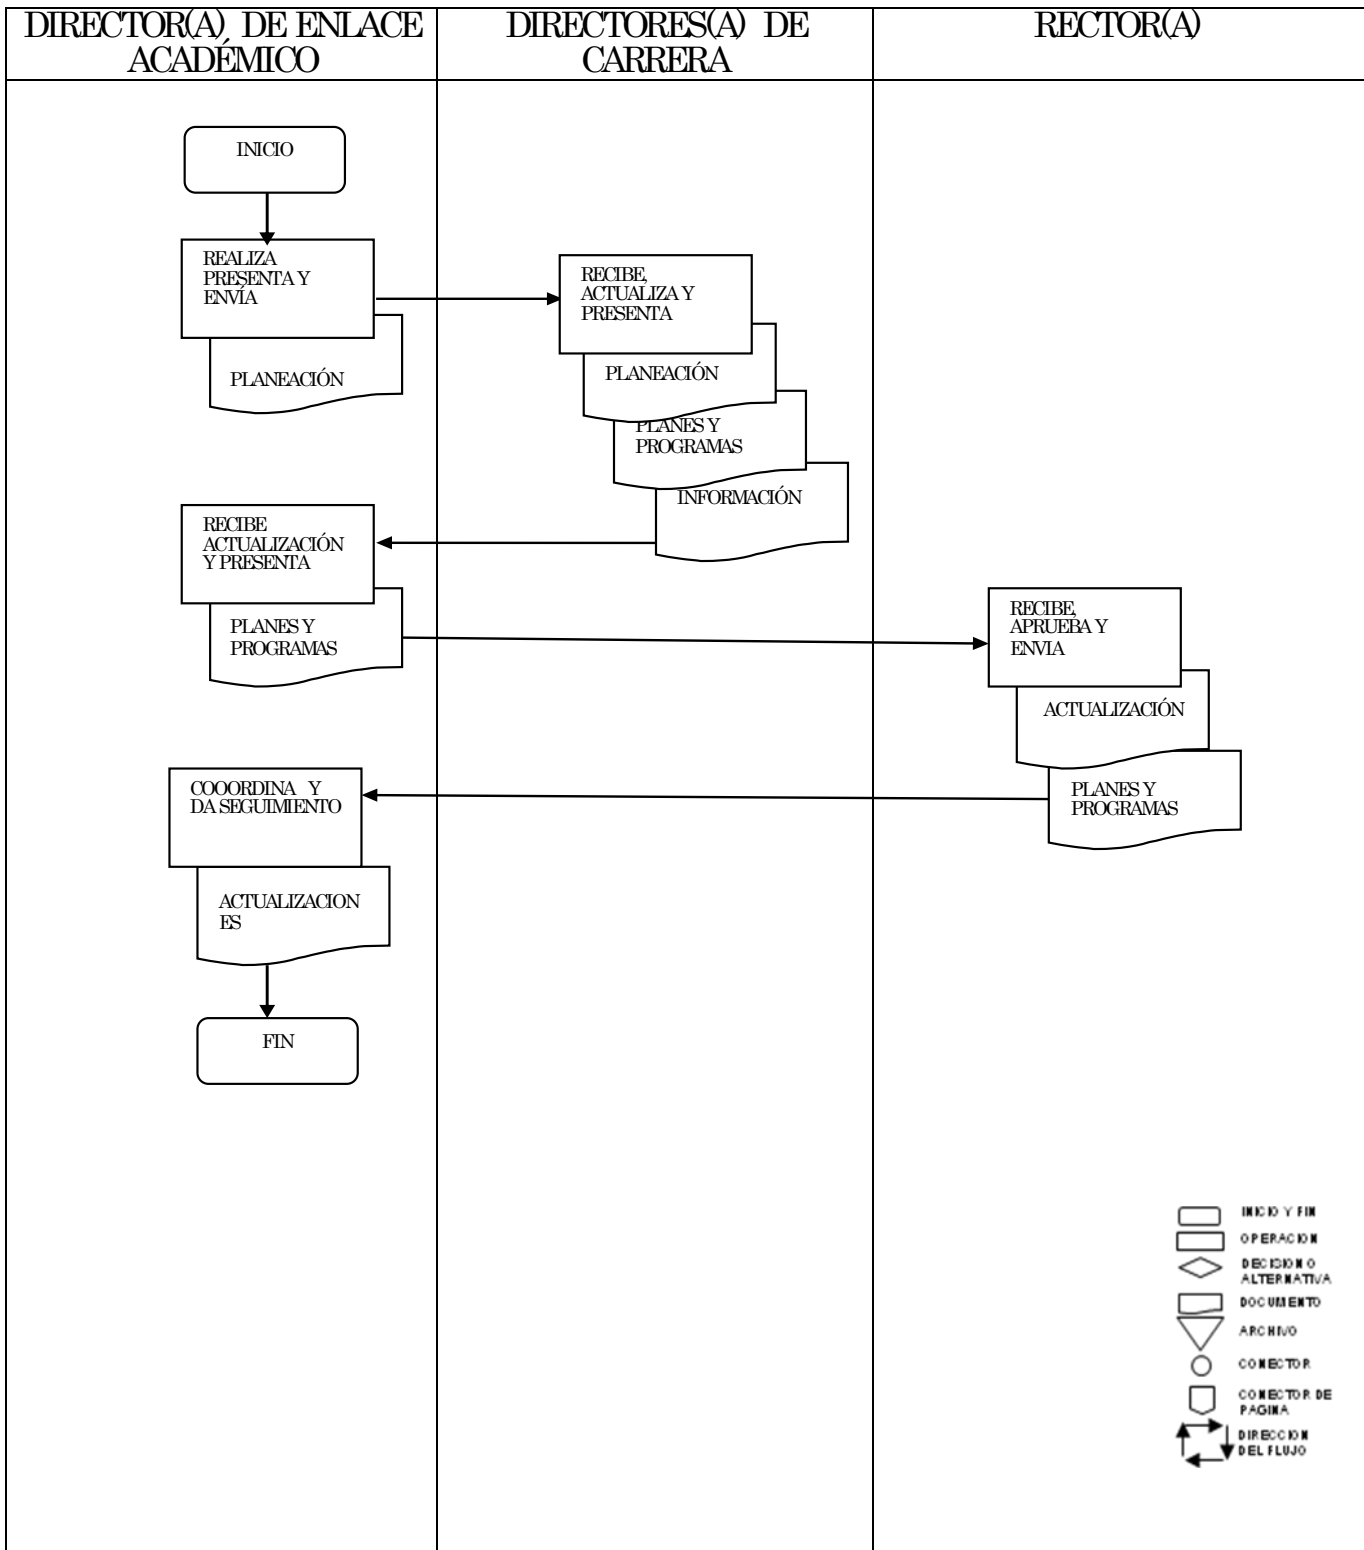 DIRECTOR(A) DE ENLACE
ACADÉMICO
DIRECTORES(A) DE
CARRERA
RECTOR(A)
INICIO
REALIZA
PRESENTA Y
ENVÍA
PLANEACIÓN
RECIBE,
ACTUALIZA Y
PRESENTA
PLANEACIÓN
PLANES Y
PROGRAMAS
INFORMACIÓN
RECIBE
ACTUALIZACIÓN
Y PRESENTA
PLANES Y
PROGRAMAS
RECIBE,
APRUEBA Y
ENVIA
ACTUALIZACIÓN
PLANES Y
PROGRAMAS
COOORDINA Y
DA SEGUIMIENTO
ACTUALIZACION
ES
FIN
INICIO Y FIN
OPERACION
DECISION O
ALTERNATIVA
DOCUMENTO
ARCHIVO
CONECTOR
CONECTOR DE
PAGINA
DIRECCION
DEL FLUJO